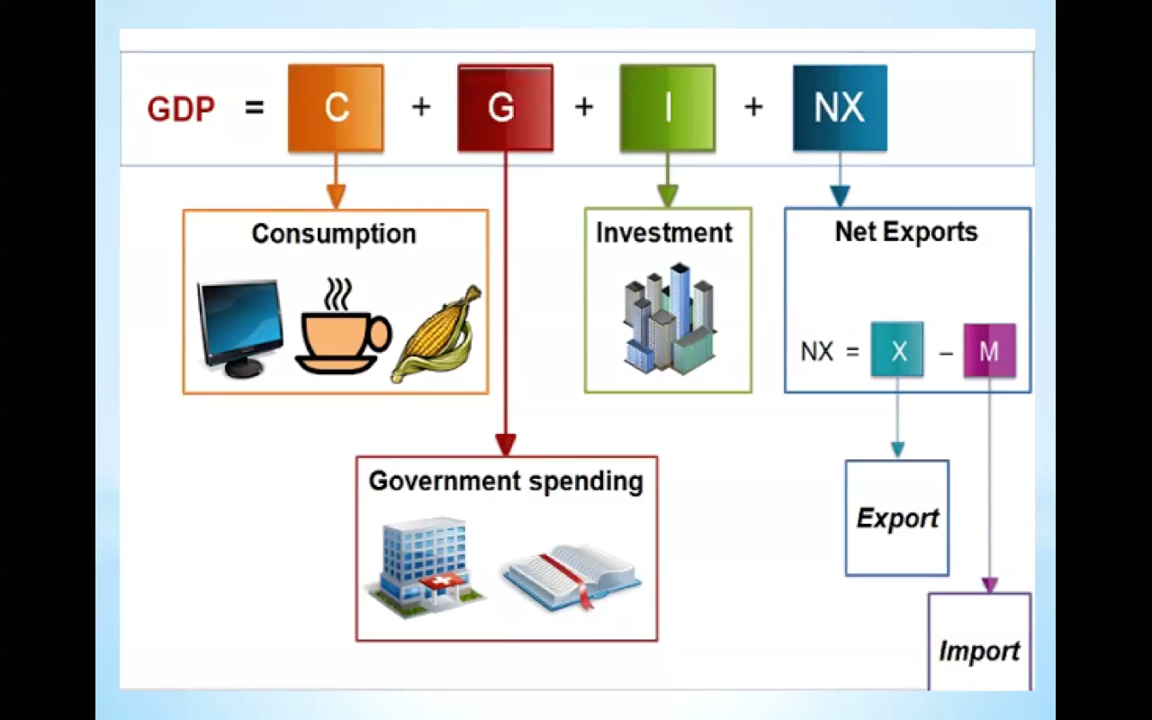 GDP = C + G + I + NX
Consumption
Investment
Net Exports
NX = X – M
Government spending
Export
Import